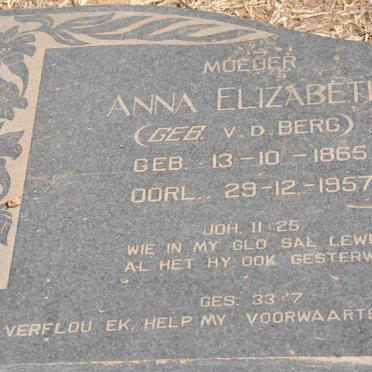 MOEDER
ANNA ELIZABET
(GEB. V.D. BERG)
GEB. 13-10-1865
OORL. 29-12-1957
JOH. 11:25
WIE IN MY GLO SAL LEWE
AL HET HY OOK GESTERW
GES. 33:7
VERFLOU EK, HELP MY VOORWAARTS